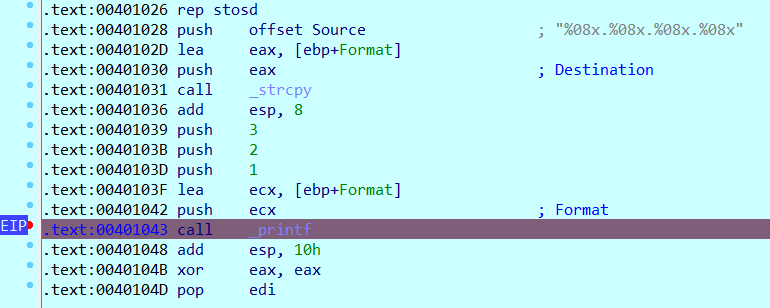 .text:00401026 rep stosd
.text:00401028 push    offset Source                   ; "%08x.%08x.%08x.%08x"
.text:0040102D lea     eax, [ebp+Format]
.text:00401030 push    eax                             ; Destination
.text:00401031 call    _strcpy
.text:00401036 add     esp, 8
.text:00401039 push    3
.text:0040103B push    2
.text:0040103D push    1
.text:0040103F lea     ecx, [ebp+Format]
.text:00401042 push    ecx                             ; Format
EIP .text:00401043 call    _printf
.text:00401048 add     esp, 10h
.text:0040104B xor     eax, eax
.text:0040104D pop     edi